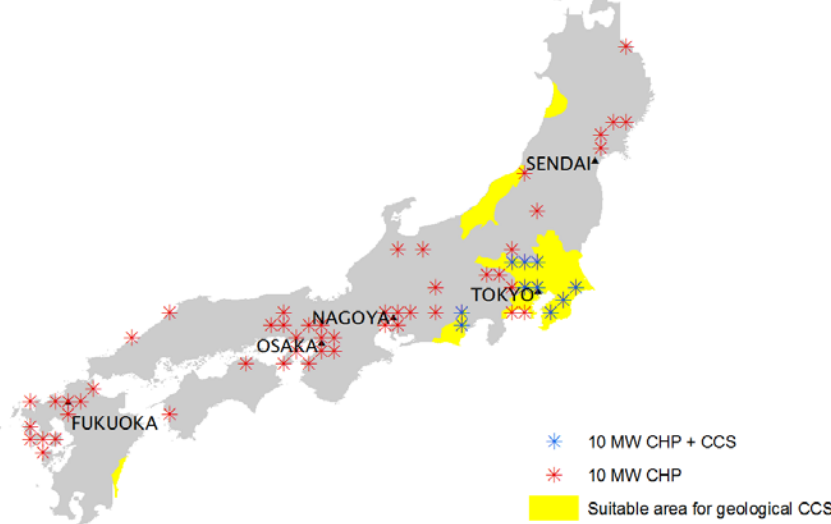 SENDAI
TOKYO
NAGOYA
OSAKA
FUKUOKA
10 MW CHP + CCS
10 MW CHP
Suitable area for geological CCS